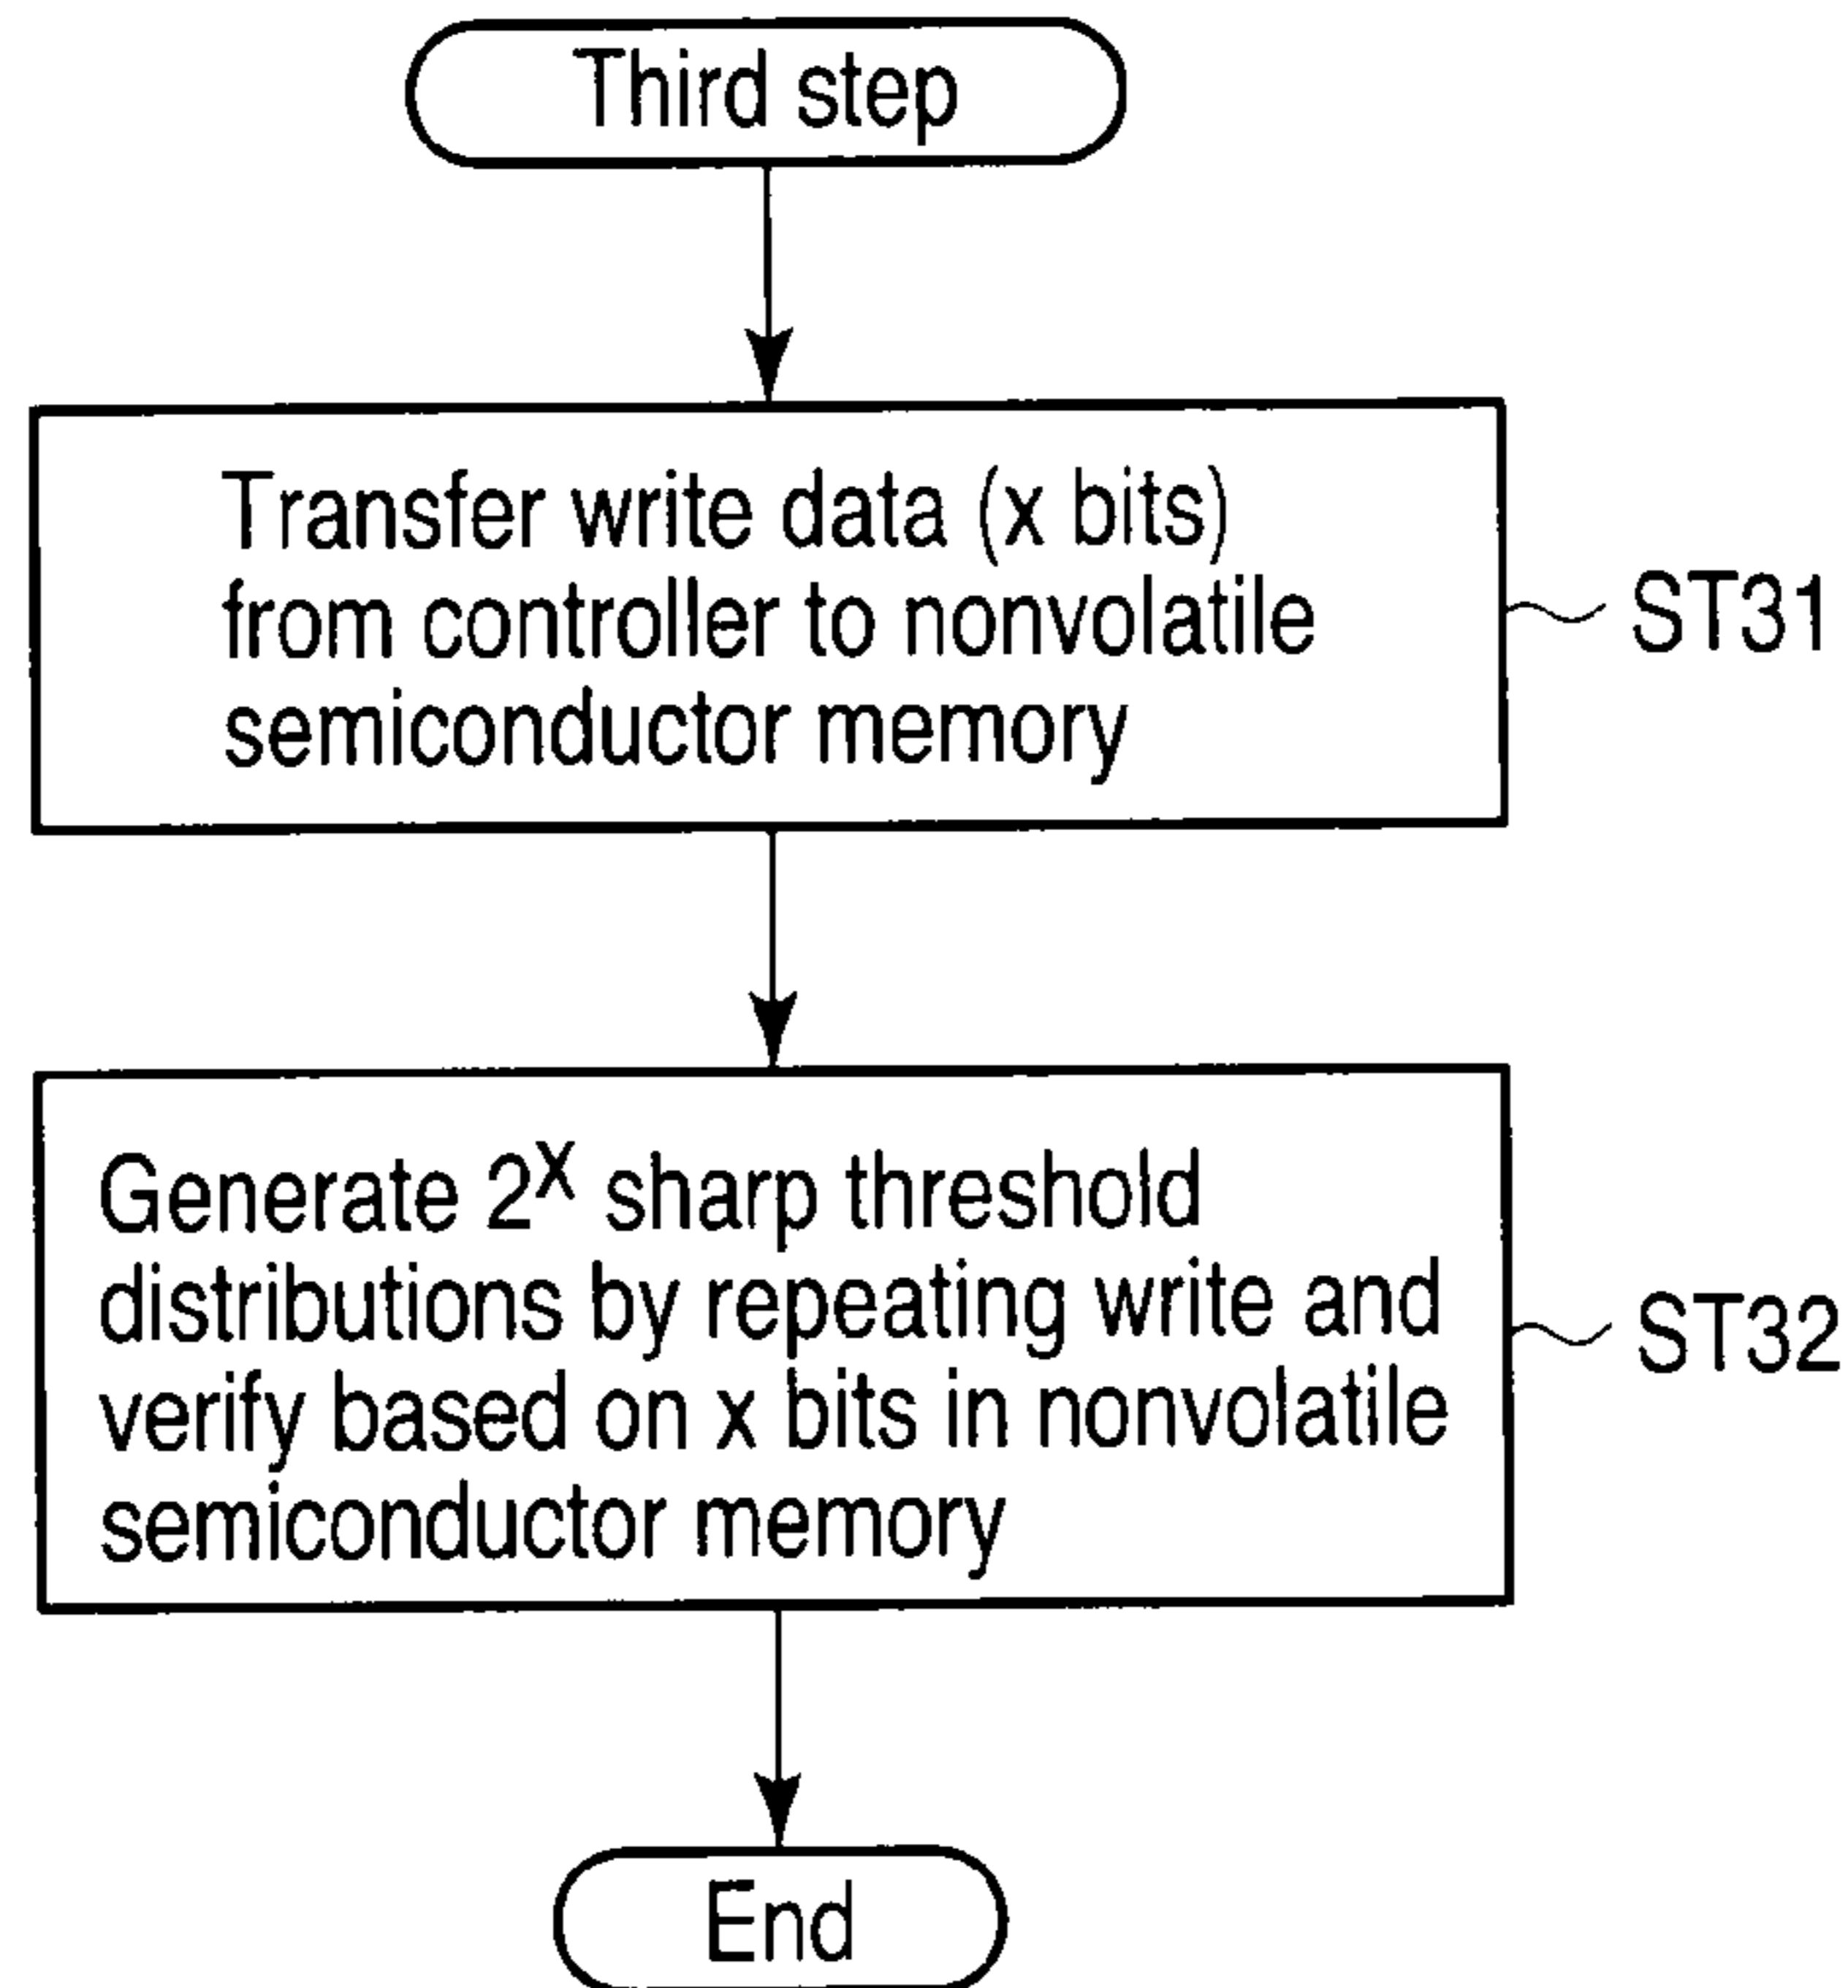 Third step
Transfer write data (x bits)
from controller to nonvolatile
semiconductor memory
ST31
Generate 2^x sharp threshold
distributions by repeating write and
verify based on x bits in nonvolatile
semiconductor memory
ST32
End